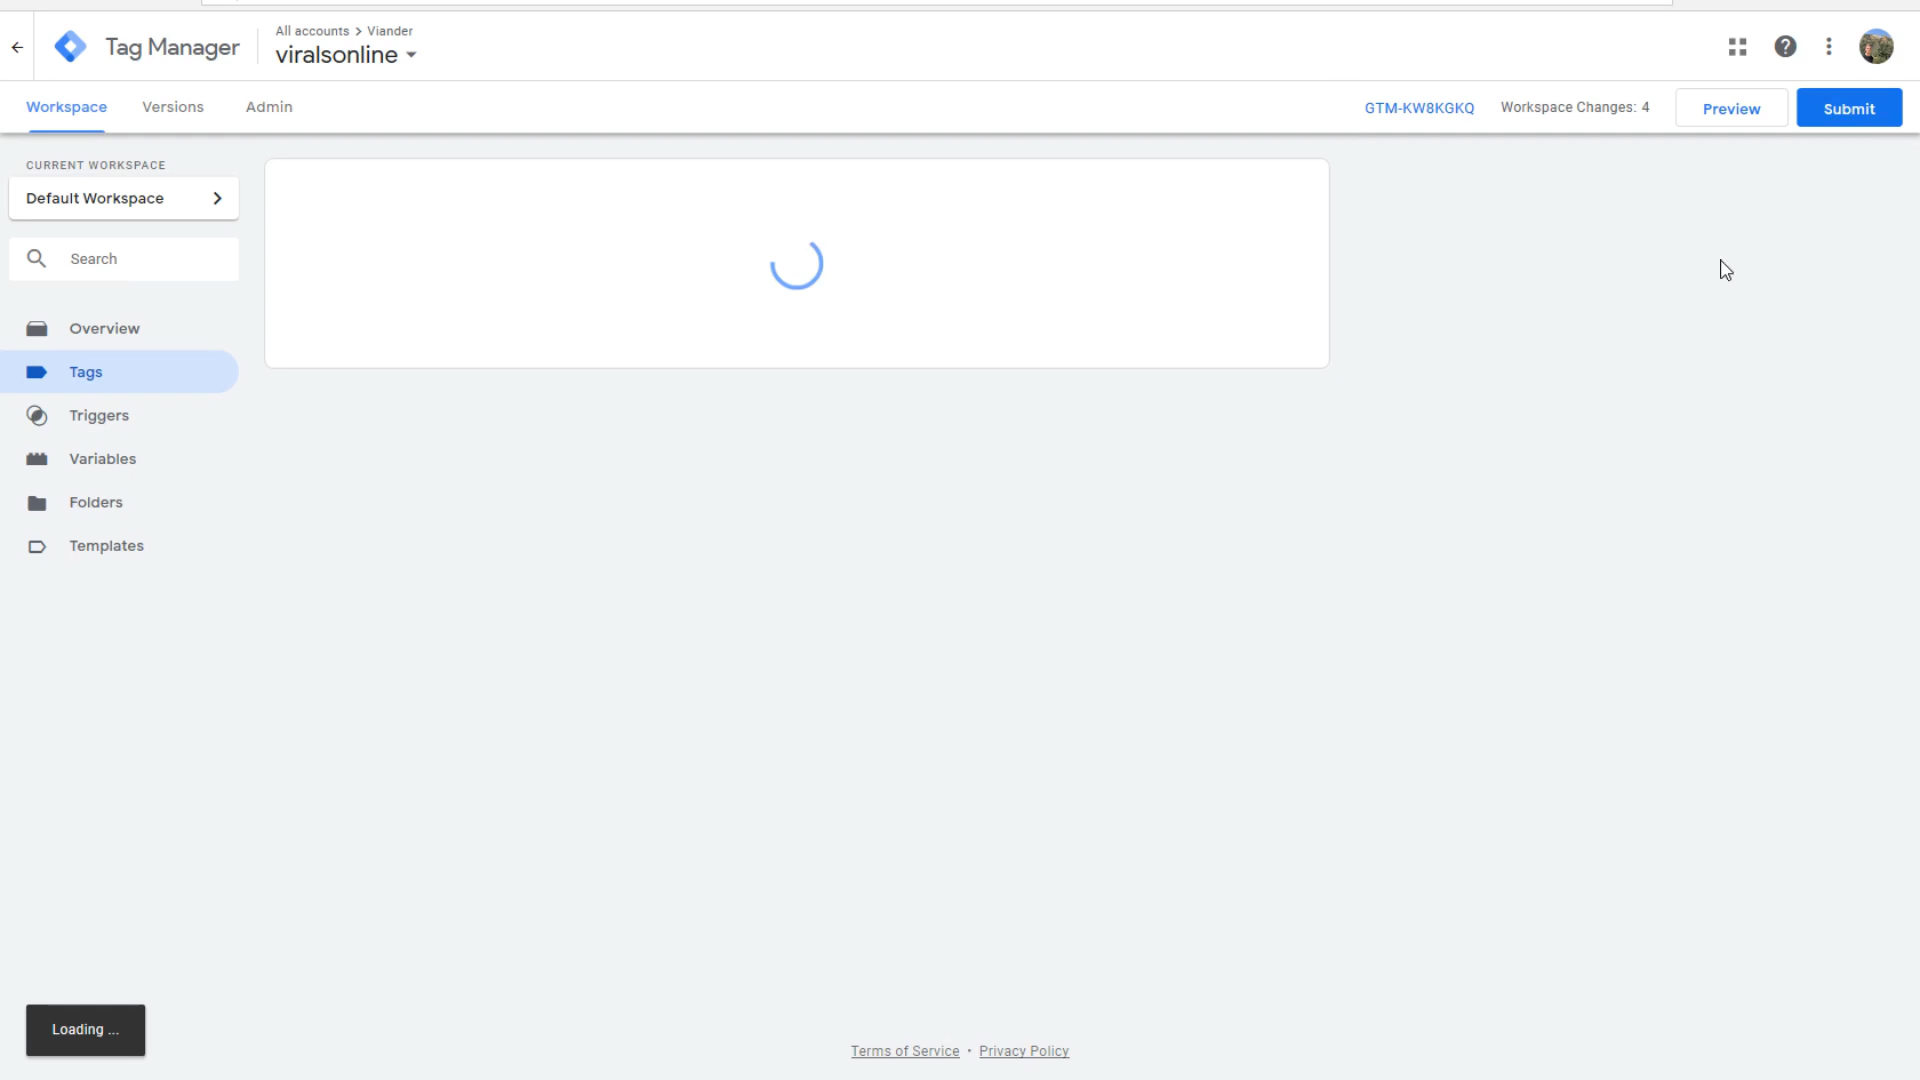 Tag Manager
All accounts > Viander
viralsonline
Workspace
Versions
Admin
GTM-KW8KGKQ
Workspace Changes: 4
Preview
Submit
CURRENT WORKSPACE
Default Workspace
Search
Overview
Tags
Triggers
Variables
Folders
Templates
Loading ...
Terms of Service • Privacy Policy